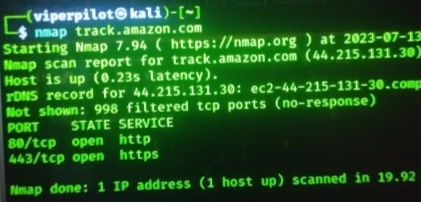 (viperpilot㉿kali)-[~]
$ nmap track.amazon.com
Starting Nmap 7.94 ( https://nmap.org ) at 2023-07-13
Nmap scan report for track.amazon.com (44.215.131.30)
Host is up (0.23s latency).
rDNS record for 44.215.131.30: ec2-44-215-131-30.comp
Not shown: 998 filtered tcp ports (no-response)
PORT STATE SERVICE
80/tcp open http
443/tcp open https
Nmap done: 1 IP address (1 host up) scanned in 19.92